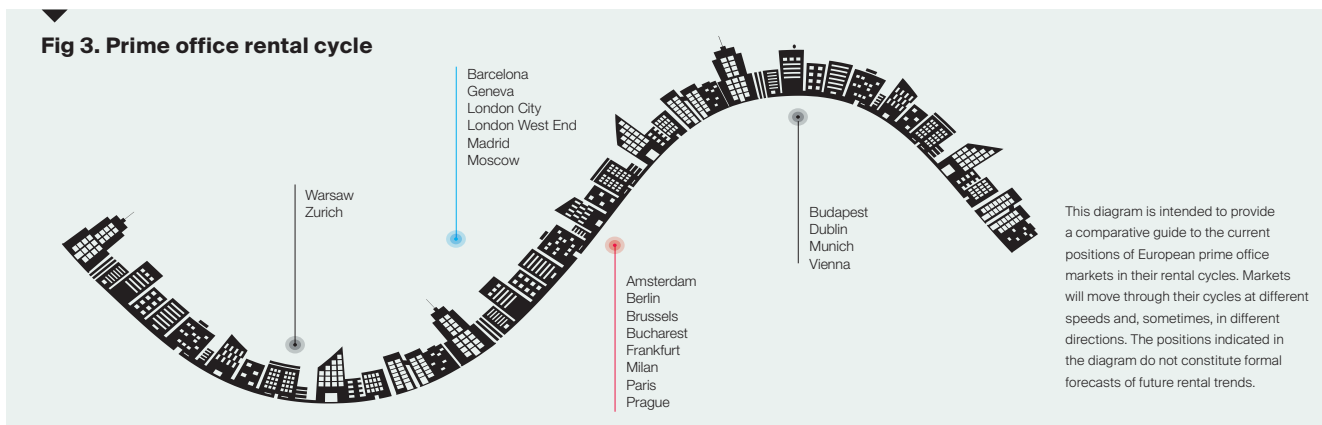 Fig 3. Prime office rental cycle
Barcelona
Geneva
London City
London West End
Madrid
Moscow
Warsaw
Zurich
Budapest
Dublin
Munich
Vienna
Amsterdam
Berlin
Brussels
Bucharest
Frankfurt
Milan
Paris
Prague
This diagram is intended to provide
a comparative guide to the current
positions of European prime office
markets in their rental cycles. Markets
will move through their cycles at different
speeds and, sometimes, in different
directions. The positions indicated in
the diagram do not constitute formal
forecasts of future rental trends.